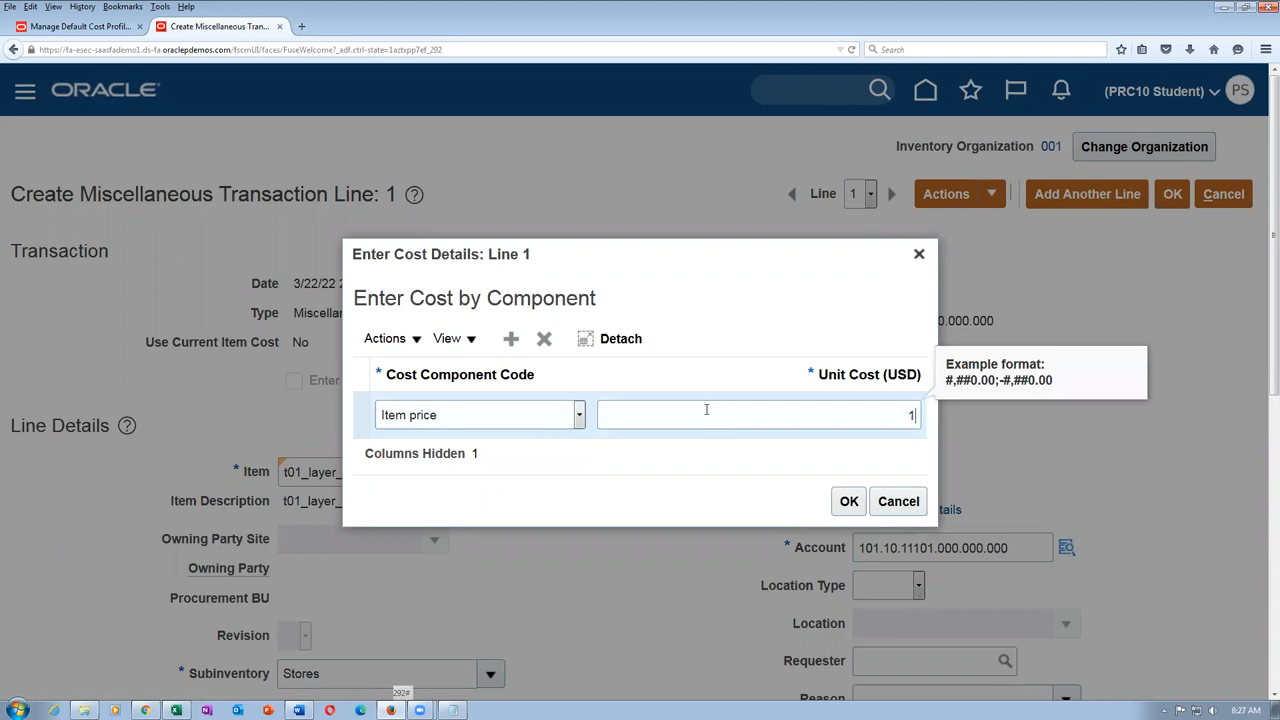 File Edit View History Bookmarks Tools Help
Manage Default Cost Profil... × Create Miscellaneous Tran... × +
https://fa-esec-saasfademo1.ds-fa.oraclepdemos.com/fscmUI/faces/FuseWelcome?_adf.ctrl-state=1aztxpp7ef_292 Search
ORACLE (PRC10 Student) PS
Inventory Organization 001 Change Organization
Create Miscellaneous Transaction Line: 1 Line 1 Actions Add Another Line OK Cancel
Transaction
Enter Cost Details: Line 1
Date 3/22/22 2
Enter Cost by Component
Type Miscellar
.000.000
Use Current Item Cost No
Actions View Detach
Example format:
#,##0.00;-#,##0.00
Enter
* Cost Component Code * Unit Cost (USD)
Item price 1
Line Details
Columns Hidden 1
* Item t01_layer_
Item Description t01_layer_
OK Cancel
etails
Owning Party Site
* Account 101.10.11101.000.000.000
Owning Party
Location Type
Procurement BU
Location
Revision
Requester
* Subinventory Stores
Reason
292#
8:27 AM